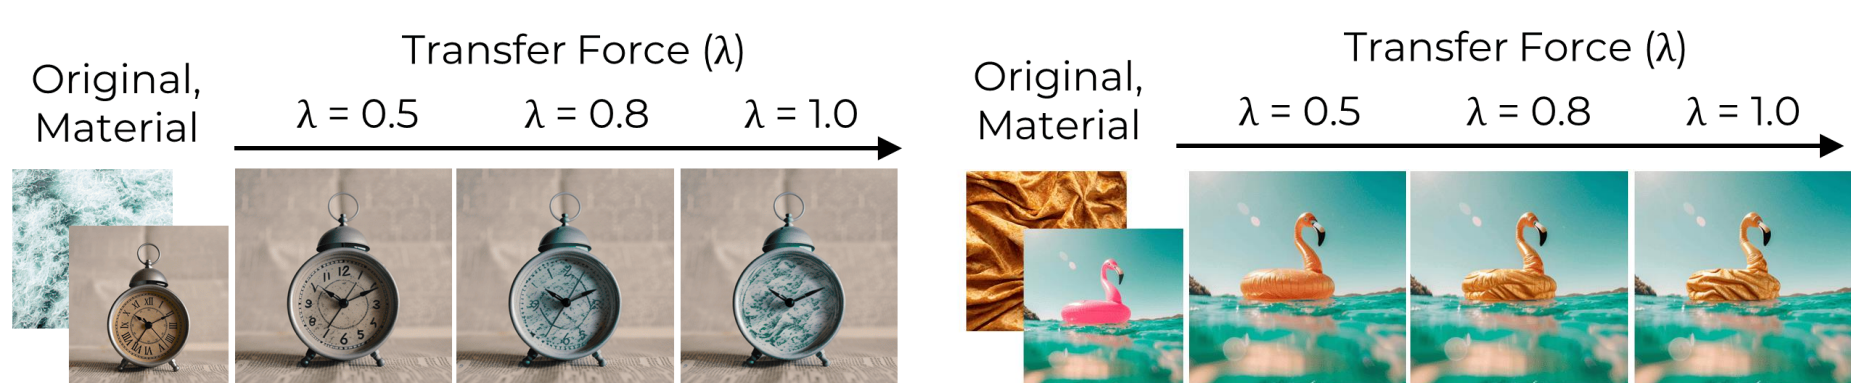 Transfer Force (λ)
Original,
Material
λ = 0.5
λ = 0.8
λ = 1.0
Transfer Force (λ)
Original,
Material
λ = 0.5
λ = 0.8
λ = 1.0